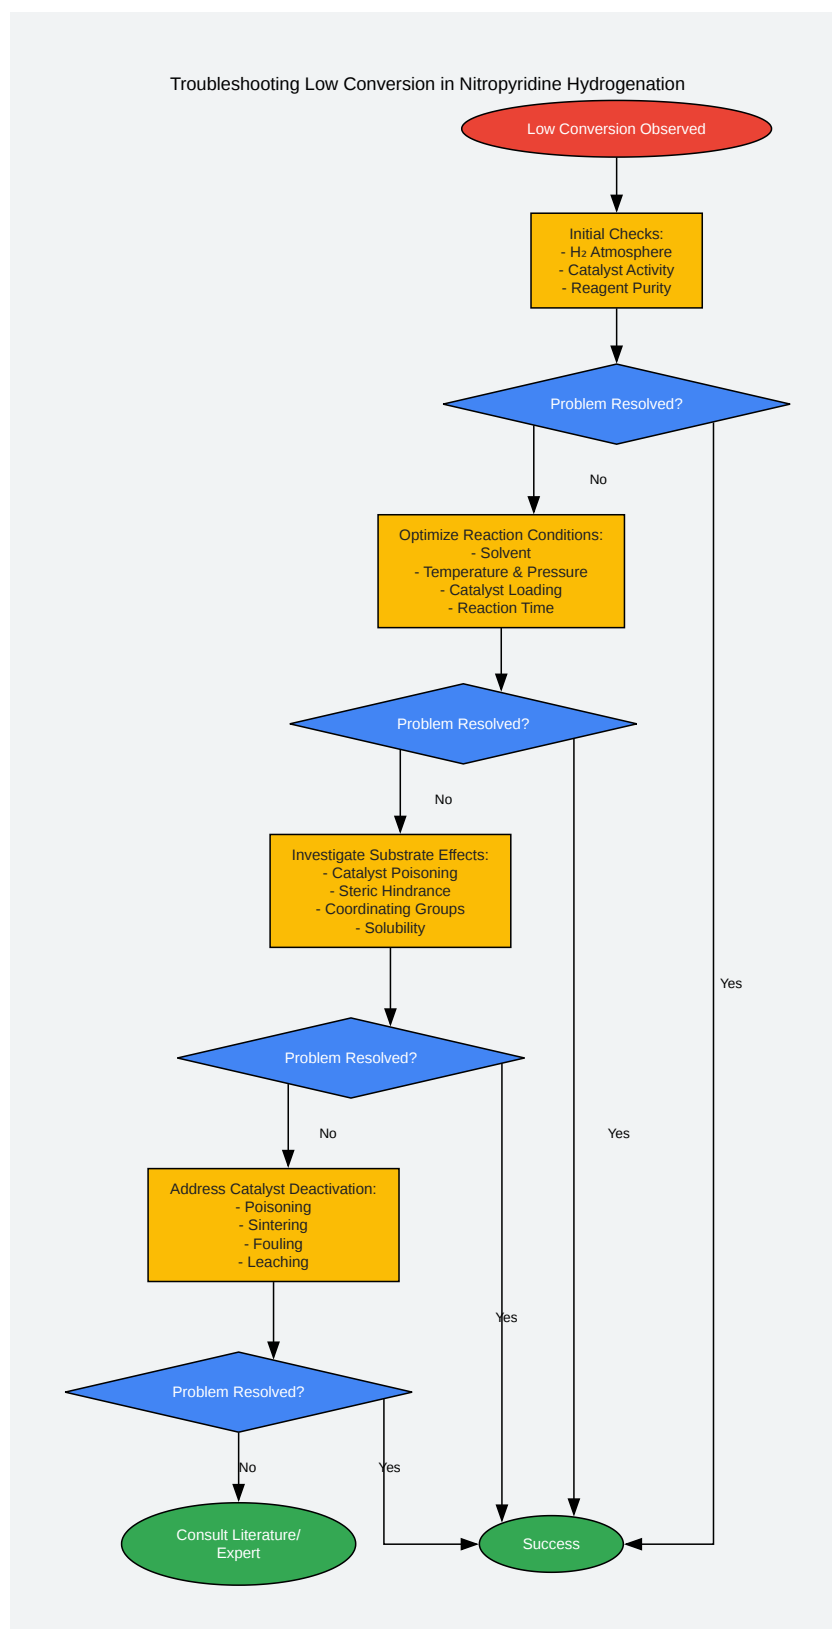 Troubleshooting Low Conversion in Nitropyridine Hydrogenation
Low Conversion Observed
Initial Checks:
- H₂ Atmosphere
- Catalyst Activity
- Reagent Purity
Problem Resolved?
No
Optimize Reaction Conditions:
- Solvent
- Temperature & Pressure
- Catalyst Loading
- Reaction Time
Problem Resolved?
No
Investigate Substrate Effects:
- Catalyst Poisoning
- Steric Hindrance
- Coordinating Groups
- Solubility
Yes
Problem Resolved?
No
Yes
Address Catalyst Deactivation:
- Poisoning
- Sintering
- Fouling
- Leaching
Yes
Problem Resolved?
No
Yes
Consult Literature/
Expert
Success